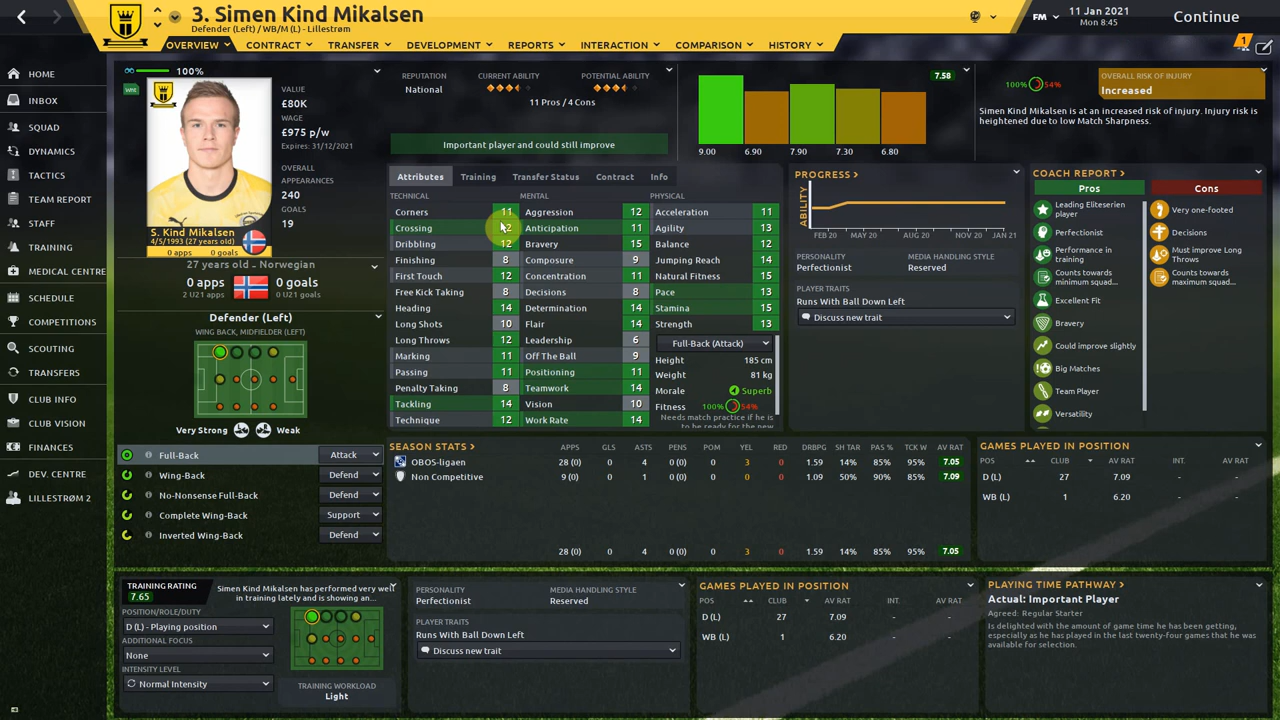 3. Simen Kind Mikalsen
Defender (Left) / WB/M (L) - Lillestrøm
FM
11 Jan 2021
Mon 8:45
Continue
OVERVIEW CONTRACT TRANSFER DEVELOPMENT REPORTS INTERACTION COMPARISON HISTORY
1
HOME
INBOX
SQUAD
DYNAMICS
TACTICS
TEAM REPORT
STAFF
TRAINING
MEDICAL CENTRE
SCHEDULE
COMPETITIONS
SCOUTING
TRANSFERS
CLUB INFO
CLUB VISION
FINANCES
DEV. CENTRE
LILLESTRØM 2
100%
Wnt
S. Kind Mikalsen
4/5/1993 (27 years old)
0 apps 0 goals
VALUE
£80K
WAGE
£975 p/w
Expires: 31/12/2021
OVERALL
APPEARANCES
240
GOALS
19
27 years old - Norwegian
0 apps 0 goals
2 U21 apps 0 U21 goals
Defender (Left)
WING BACK, MIDFIELDER (LEFT)
Very Strong Weak
Full-Back Attack
Wing-Back Defend
No-Nonsense Full-Back Defend
Complete Wing-Back Support
Inverted Wing-Back Defend
REPUTATION
National
CURRENT ABILITY
POTENTIAL ABILITY
11 Pros / 4 Cons
Important player and could still improve
7.58
9.00 6.90 7.90 7.30 6.80
100% 54%
OVERALL RISK OF INJURY
Increased
Simen Kind Mikalsen is at an increased risk of injury. Injury risk is
heightened due to low Match Sharpness.
Attributes Training Transfer Status Contract Info
TECHNICAL MENTAL PHYSICAL
Corners 11 Aggression 12 Acceleration 11
Crossing 12 Anticipation 11 Agility 13
Dribbling 12 Bravery 15 Balance 12
Finishing 8 Composure 9 Jumping Reach 14
First Touch 12 Concentration 11 Natural Fitness 15
Free Kick Taking 8 Decisions 8 Pace 13
Heading 14 Determination 14 Stamina 15
Long Shots 10 Flair 14 Strength 13
Long Throws 12 Leadership 6
Marking 11 Off The Ball 9
Passing 11 Positioning 11
Penalty Taking 8 Teamwork 14
Tackling 14 Vision 10
Technique 12 Work Rate 14
Full-Back (Attack)
Height 185 cm
Weight 81 kg
Morale Superb
Fitness 100% 54%
Needs match practice if he is
to be ready for the new
PROGRESS >
ABILITY
FEB 20 MAY 20 AUG 20 NOV 20 JAN 21
PERSONALITY
Perfectionist
MEDIA HANDLING STYLE
Reserved
PLAYER TRAITS
Runs With Ball Down Left
Discuss new trait
COACH REPORT >
Pros Cons
Leading Eliteserien
player
Perfectionist
Performance in
training
Counts towards
minimum squad...
Excellent Fit
Bravery
Could improve slightly
Big Matches
Team Player
Versatility
Very one-footed
Decisions
Must improve Long
Throws
Counts towards
maximum squad...
SEASON STATS > APPS GLS ASTS PENS POM YEL RED DRBPG SH TAR PAS % TCK W AV RAT
OBOS-ligaen 28 (0) 0 4 0 (0) 0 3 0 1.59 14% 85% 95% 7.05
Non Competitive 9 (0) 0 1 0 (0) 0 0 0 1.09 50% 90% 85% 7.09
28 (0) 0 4 0 (0) 0 3 0 1.59 14% 85% 95% 7.05
GAMES PLAYED IN POSITION
POS CLUB AV RAT INT. AV RAT
D (L) 27 7.09 - -
WB (L) 1 6.20 - -
TRAINING RATING
7.65
Simen Kind Mikalsen has performed very well
in training lately and is showing an...
POSITION/ROLE/DUTY
D (L) - Playing position
ADDITIONAL FOCUS
None
INTENSITY LEVEL
Normal Intensity
TRAINING WORKLOAD
Light
PERSONALITY
Perfectionist
MEDIA HANDLING STYLE
Reserved
PLAYER TRAITS
Runs With Ball Down Left
Discuss new trait
GAMES PLAYED IN POSITION
POS CLUB AV RAT INT. AV RAT
D (L) 27 7.09 - -
WB (L) 1 6.20 - -
PLAYING TIME PATHWAY >
Actual: Important Player
Agreed: Regular Starter
Is delighted with the amount of game time he has been getting,
especially as he has played in the last twenty-four games that he was
available for selection.